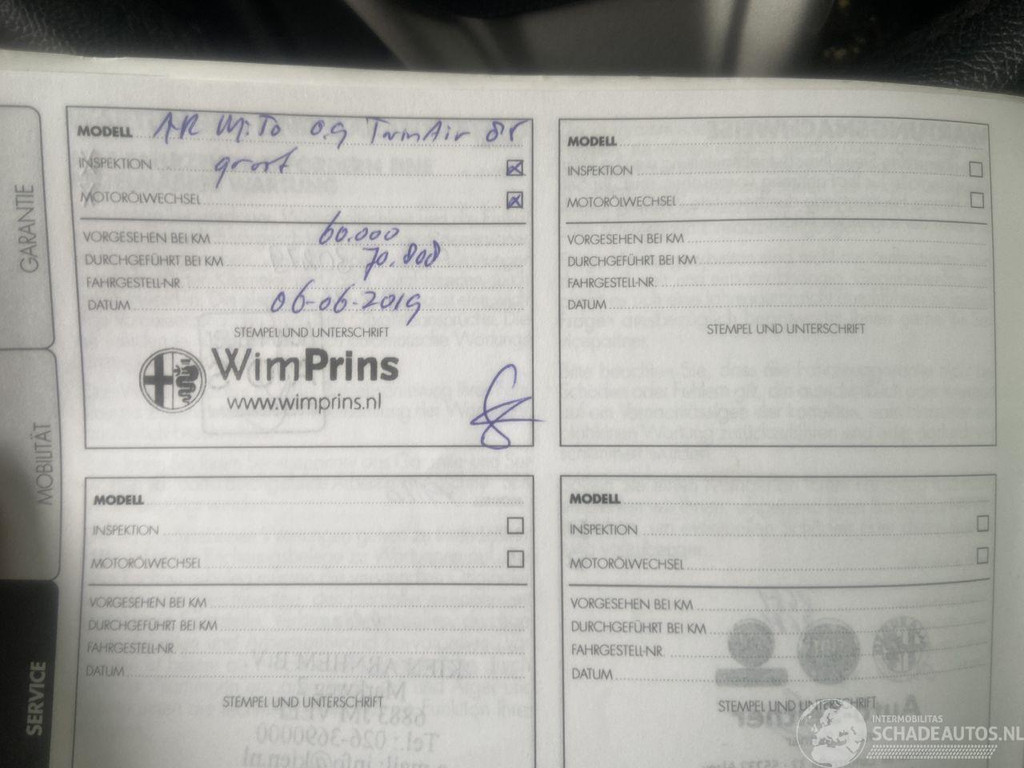 GARANTIE
MOBILITÄT
SERVICE
MODELL AR MiTo 0.9 TwinAir 85
INSPEKTION groot
MOTORÖLWECHSEL
VORGESEHEN BEI KM 60.000
DURCHGEFÜHRT BEI KM 70.808
FAHRGESTELL-NR.
DATUM 06-06-2019
STEMPEL UND UNTERSCHRIFT
WimPrins
www.wimprins.nl
MODELL
INSPEKTION
MOTORÖLWECHSEL
VORGESEHEN BEI KM
DURCHGEFÜHRT BEI KM
FAHRGESTELL-NR.
DATUM
STEMPEL UND UNTERSCHRIFT
MODELL
INSPEKTION
MOTORÖLWECHSEL
VORGESEHEN BEI KM
DURCHGEFÜHRT BEI KM
FAHRGESTELL-NR.
DATUM
STEMPEL UND UNTERSCHRIFT
MODELL
INSPEKTION
MOTORÖLWECHSEL
VORGESEHEN BEI KM
DURCHGEFÜHRT BEI KM
FAHRGESTELL-NR.
DATUM
STEMPEL UND UNTERSCHRIFT
INTERMOBILITAS
SCHADEAUTOS.NL